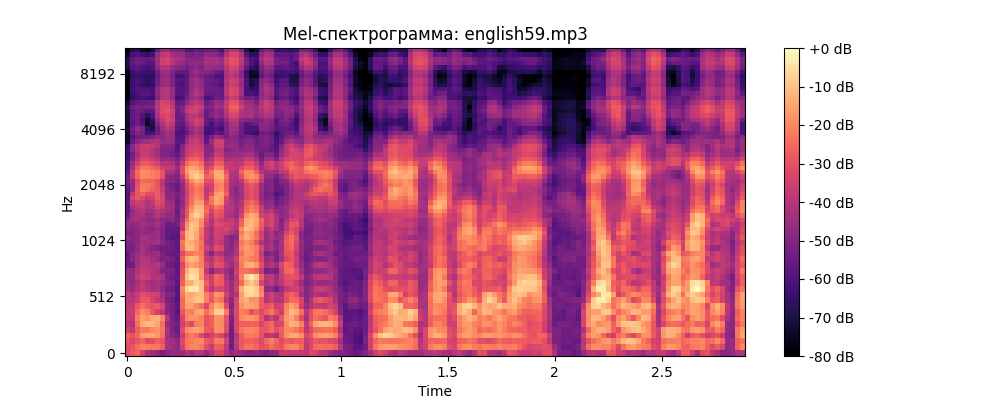 Mel-спектрограмма: english59.mp3
Hz
8192
4096
2048
1024
512
0
0
0.5
1
1.5
2
2.5
Time
+0 dB
-10 dB
-20 dB
-30 dB
-40 dB
-50 dB
-60 dB
-70 dB
-80 dB